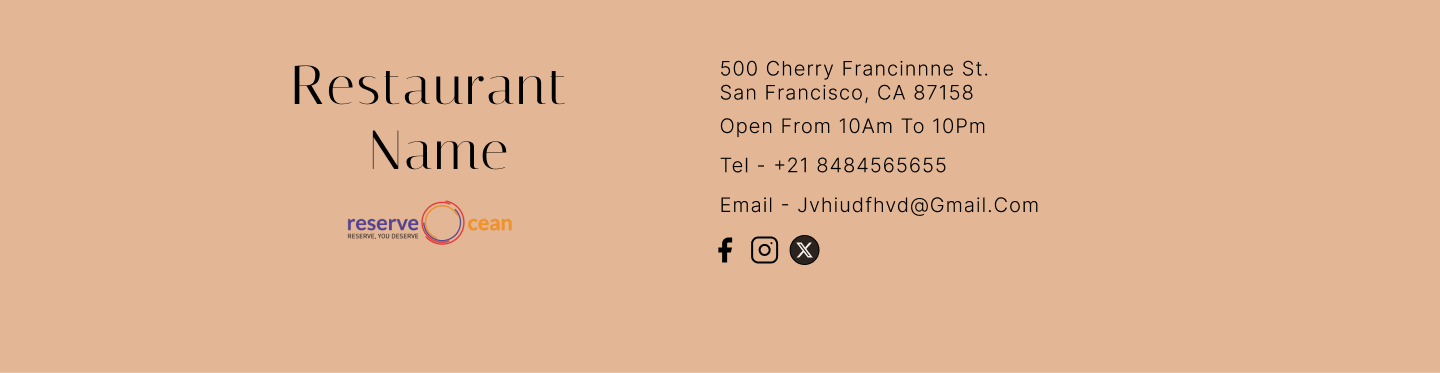 Restaurant
Name
reserve Ocean
RESERVE, YOU DESERVE
500 Cherry Francinnne St.
San Francisco, CA 87158
Open From 10Am To 10Pm
Tel - +21 8484565655
Email - Jvhiudfhvd@Gmail.Com